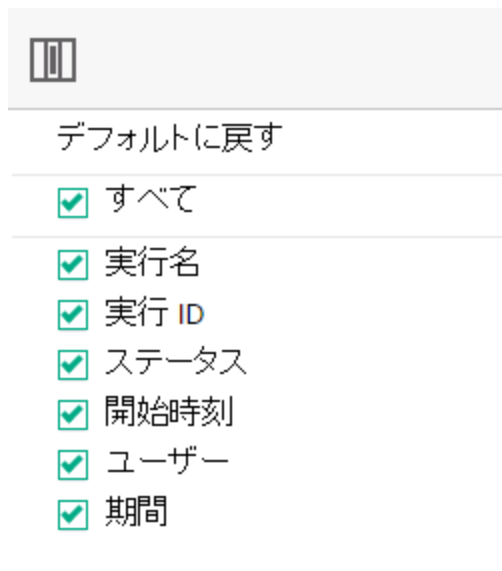 デフォルトに戻す
すべて
実行名
実行 ID
ステータス
開始時刻
ユーザー
期間